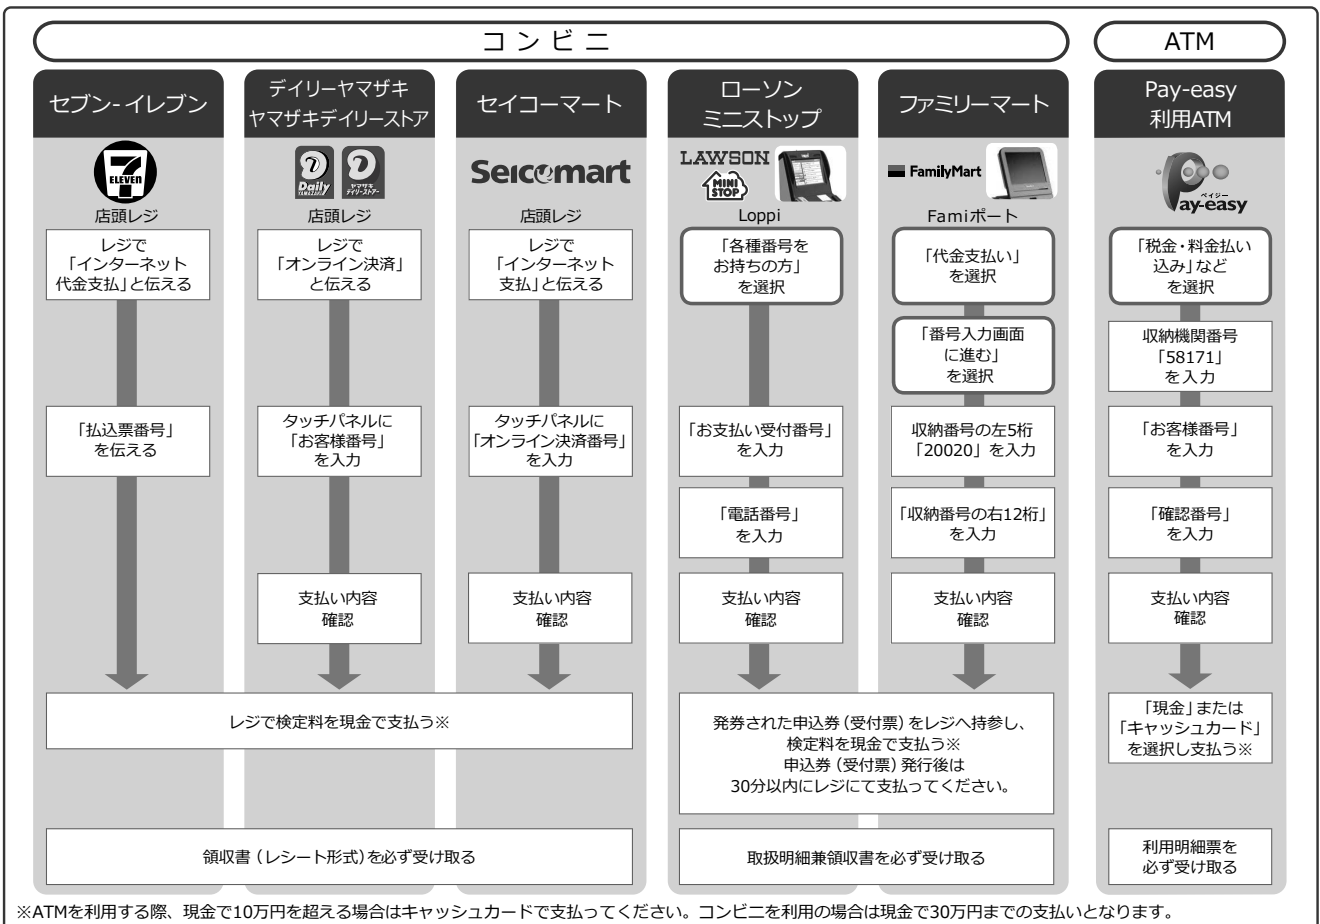 コンビニ
ATM
セブン-イレブン
デイリーヤマザキ
ヤマザキデイリーストア
セイコーマート
ローソン
ミニストップ
ファミリーマート
Pay-easy
利用ATM
7
ELEVEN
店頭レジ
Daily
YAMAZAKI
ヤマザキ
デイリーストアー
店頭レジ
Seicomart
店頭レジ
LAWSON
MINI
STOP
Loppi
FamilyMart
Famiポート
ペイジー
Pay-easy
レジで
「インターネット
代金支払」と伝える
「払込票番号」
を伝える
レジで
「オンライン決済」
と伝える
タッチパネルに
「お客様番号」
を入力
支払い内容
確認
レジで
「インターネット
支払」と伝える
タッチパネルに
「オンライン決済番号」
を入力
支払い内容
確認
レジで検定料を現金で支払う※
領収書（レシート形式）を必ず受け取る
「各種番号を
お持ちの方」
を選択
「お支払い受付番号」
を入力
「電話番号」
を入力
支払い内容
確認
「代金支払い」
を選択
「番号入力画面
に進む」
を選択
収納番号の左5桁
「20020」を入力
「収納番号の右12桁」
を入力
支払い内容
確認
発券された申込券（受付票）をレジへ持参し、
検定料を現金で支払う※
申込券（受付票）発行後は
30分以内にレジにて支払ってください。
取扱明細兼領収書を必ず受け取る
「税金・料金払い
込み」など
を選択
収納機関番号
「58171」
を入力
「お客様番号」
を入力
「確認番号」
を入力
支払い内容
確認
「現金」または
「キャッシュカード」
を選択し支払う※
利用明細票を
必ず受け取る
※ATMを利用する際、現金で10万円を超える場合はキャッシュカードで支払ってください。コンビニを利用の場合は現金で30万円までの支払いとなります。